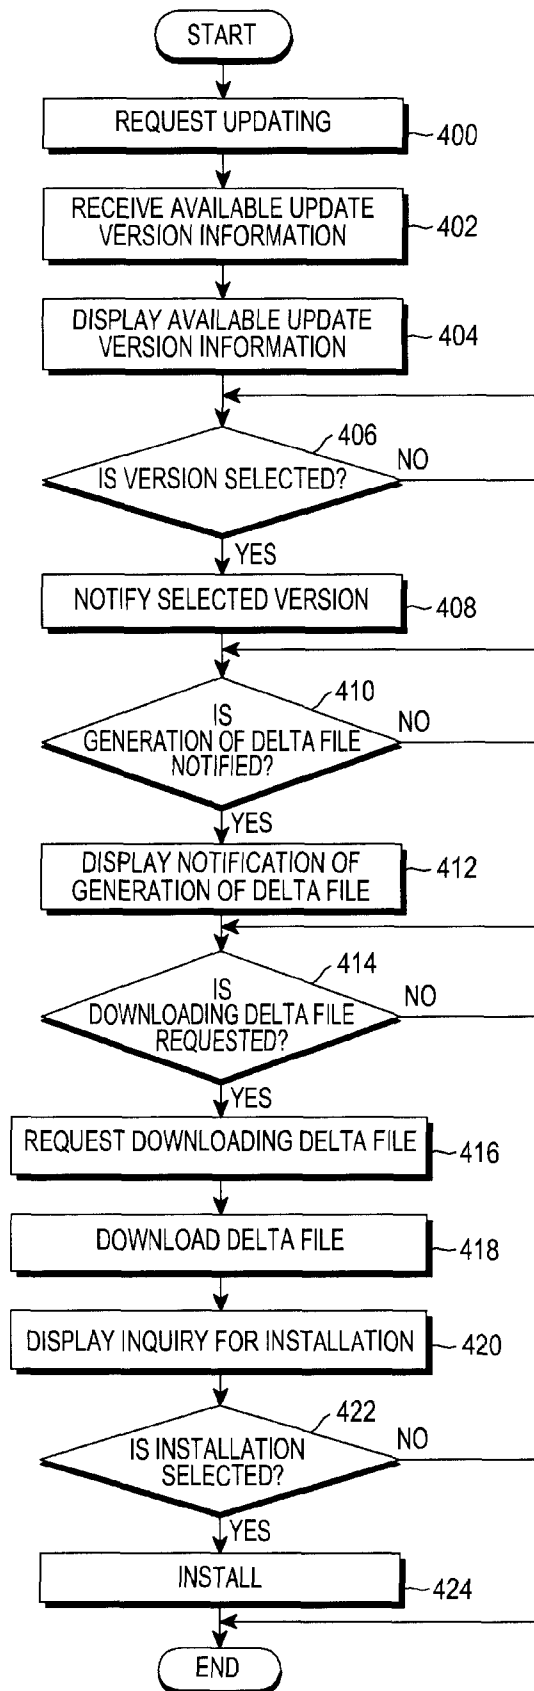 START
REQUEST UPDATING
400
RECEIVE AVAILABLE UPDATE
VERSION INFORMATION
402
DISPLAY AVAILABLE UPDATE
VERSION INFORMATION
404
406
IS VERSION SELECTED?
NO
YES
NOTIFY SELECTED VERSION
408
410
IS
GENERATION OF DELTA FILE
NOTIFIED?
NO
YES
DISPLAY NOTIFICATION OF
GENERATION OF DELTA FILE
412
414
IS
DOWNLOADING DELTA FILE
REQUESTED?
NO
YES
REQUEST DOWNLOADING DELTA FILE
416
DOWNLOAD DELTA FILE
418
DISPLAY INQUIRY FOR INSTALLATION
420
422
IS INSTALLATION
SELECTED?
NO
YES
INSTALL
424
END